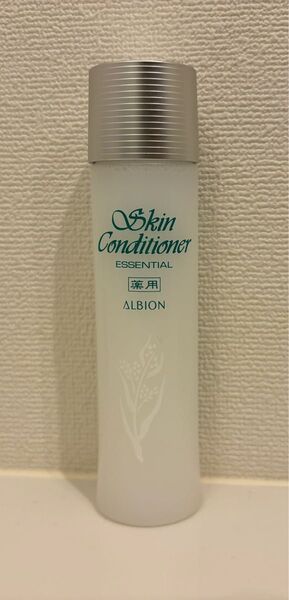 Skin
Conditioner
ESSENTIAL
薬用
ALBION